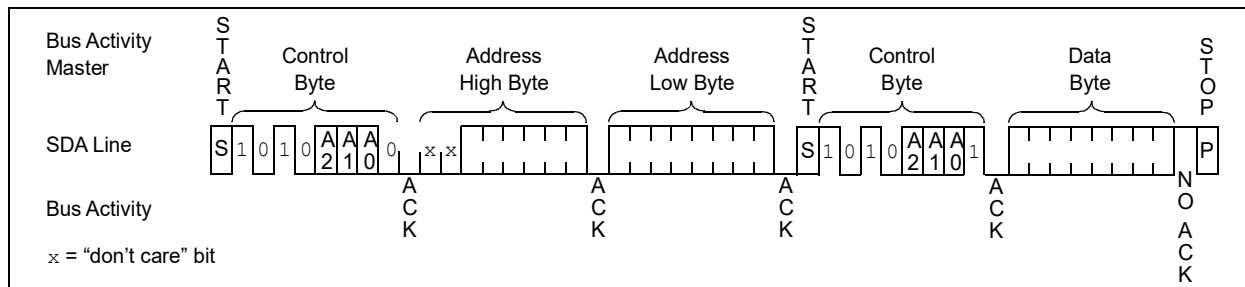 Bus Activity
Master
START
Control
Byte
Address
High Byte
Address
Low Byte
START
Control
Byte
Data
Byte
STOP
SDA Line
S 1 0 1 0 A2 A1 A0 0 x x S 1 0 1 0 A2 A1 A0 1 P
Bus Activity
ACK
ACK
ACK
ACK
NO ACK
x = “don’t care” bit